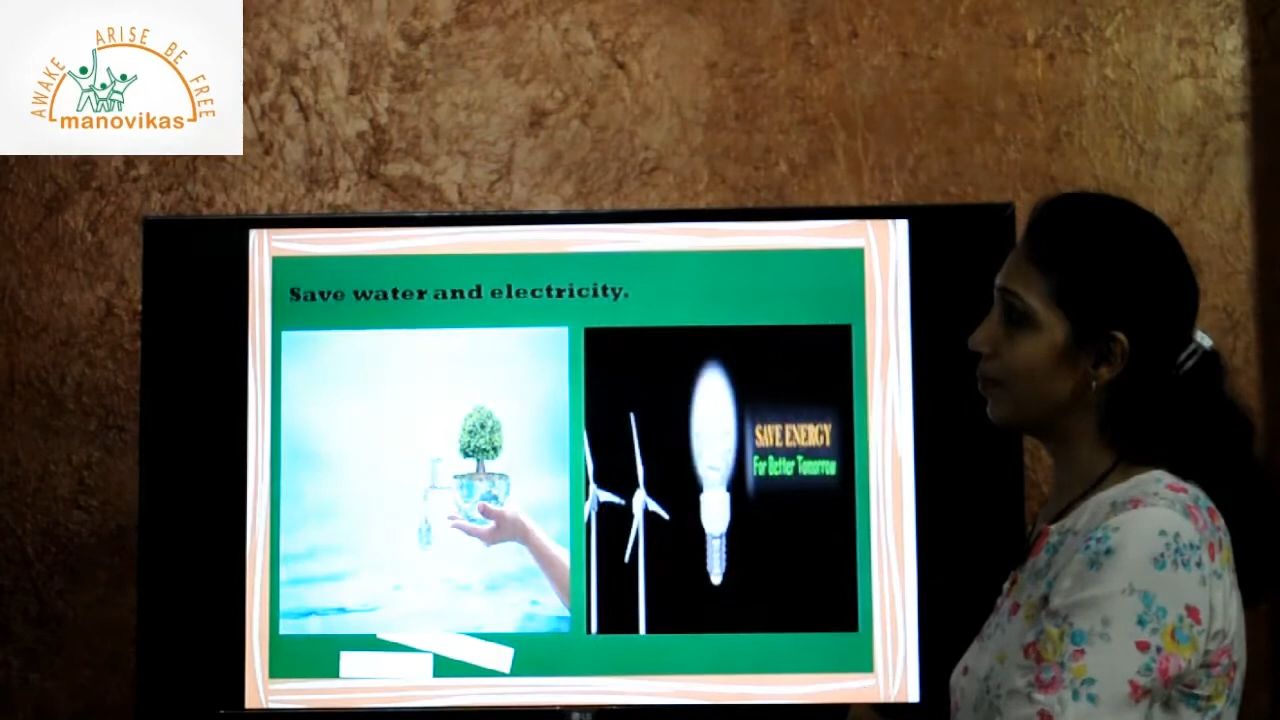 AWAKE ARISE BE FREE
manovikas
Save water and electricity.
SAVE ENERGY
For Better Tomorrow